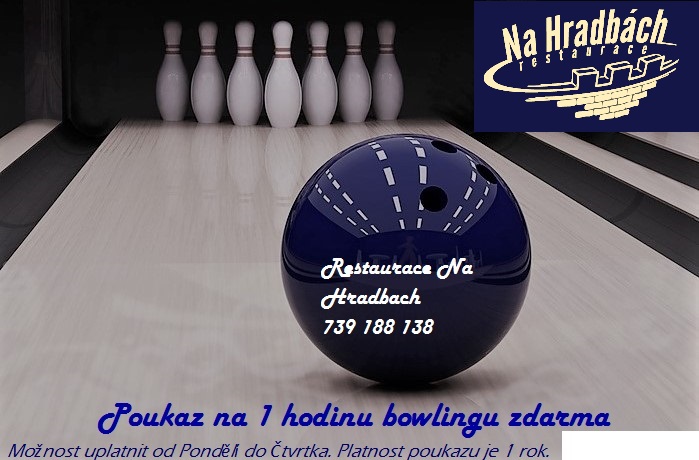 Na Hradbách
restaurace
Restaurace Na
Hradbach
739 188 138
Poukaz na 1 hodinu bowlingu zdarma
Možnost uplatnit od Pondělí do Čtvrtka. Platnost poukazu je 1 rok.